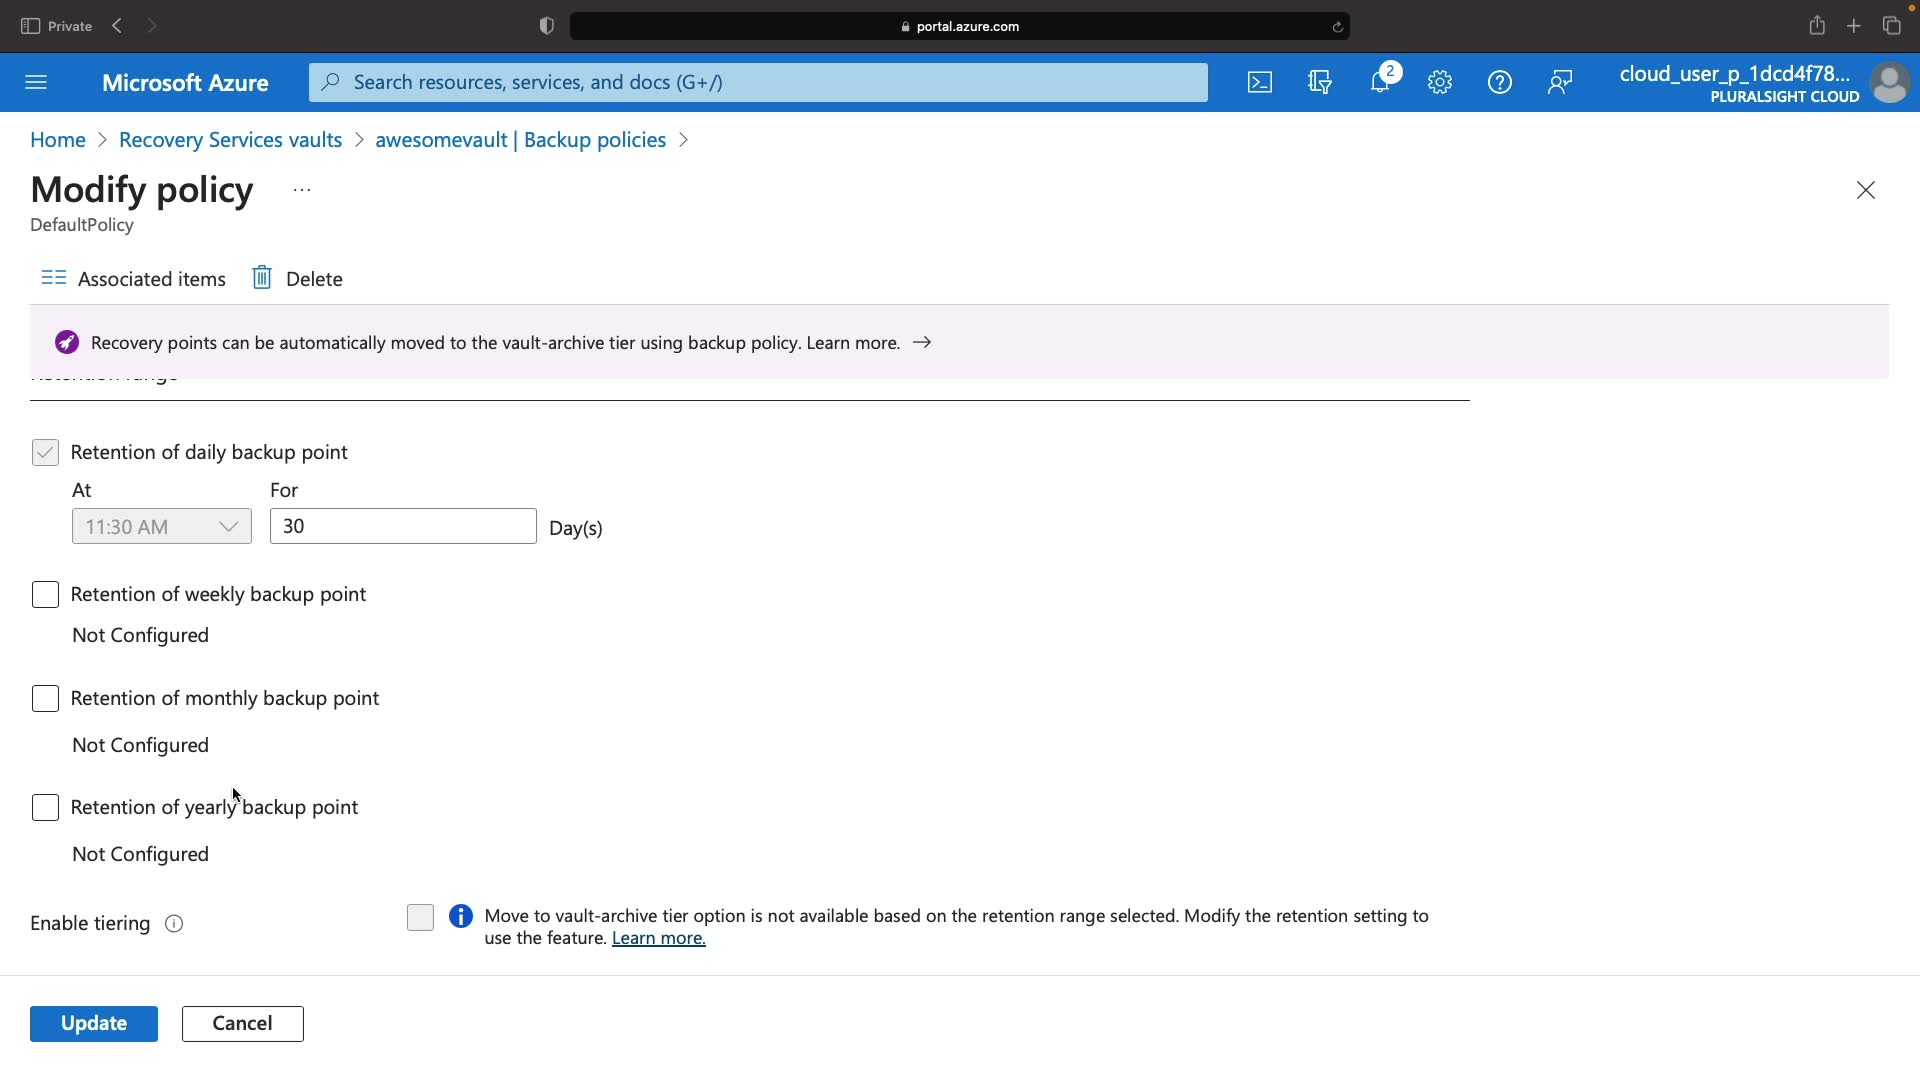 Private
portal.azure.com
Microsoft Azure
Search resources, services, and docs (G+/)
2
cloud_user_p_1dcd4f78...
PLURALSIGHT CLOUD
Home > Recovery Services vaults > awesomevault | Backup policies >
Modify policy ...
DefaultPolicy
Associated items
Delete
Recovery points can be automatically moved to the vault-archive tier using backup policy. Learn more. →
Retention range
Retention of daily backup point
At For
11:30 AM 30 Day(s)
Retention of weekly backup point
Not Configured
Retention of monthly backup point
Not Configured
Retention of yearly backup point
Not Configured
Enable tiering
Move to vault-archive tier option is not available based on the retention range selected. Modify the retention setting to
use the feature. Learn more.
Update
Cancel